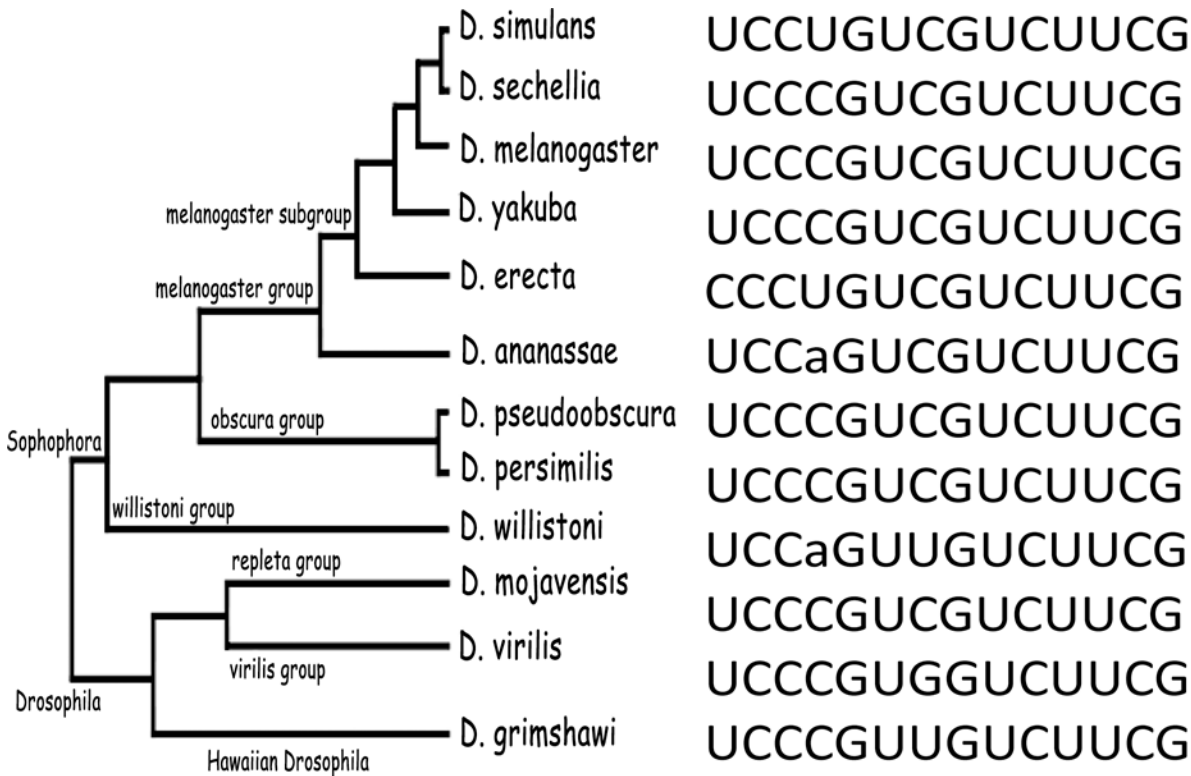 D. simulans UCCUGUCGUCUUCG
D. sechellia UCCCGUCGUCUUCG
D. melanogaster UCCCGUCGUCUUCG
melanogaster subgroup D. yakuba UCCCGUCGUCUUCG
melanogaster group D. erecta CCCUGUCGUCUUCG
D. ananassae UCCaGUCGUCUUCG
obscura group D. pseudoobscura UCCCGUCGUCUUCG
Sophophora D. persimilis UCCCGUCGUCUUCG
willistoni group D. willistoni UCCaGUUGUCUUCG
repleta group D. mojavensis UCCCGUCGUCUUCG
virilis group D. virilis UCCCGUGGUCUUCG
Drosophila D. grimshawi UCCCGUUGUCUUCG
Hawaiian Drosophila